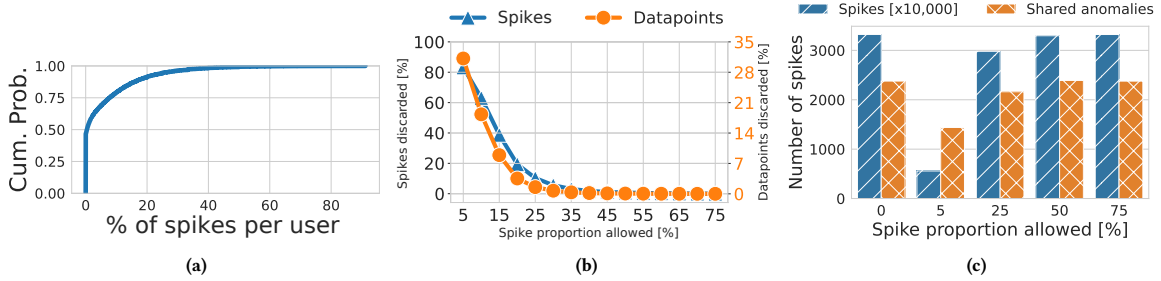 Cum. Prob.
1.00
0.75
0.50
0.25
0.00
0 20 40 60 80
% of spikes per user
(a)
Spikes Datapoints
Spikes discarded [%]
100
80
60
40
20
0
35
28
21
14
7
0
Datapoints discarded [%]
5 15 25 35 45 55 65 75
Spike proportion allowed [%]
(b)
Spikes [x10,000] Shared anomalies
Number of spikes
3000
2000
1000
0
0 5 25 50 75
Spike proportion allowed [%]
(c)